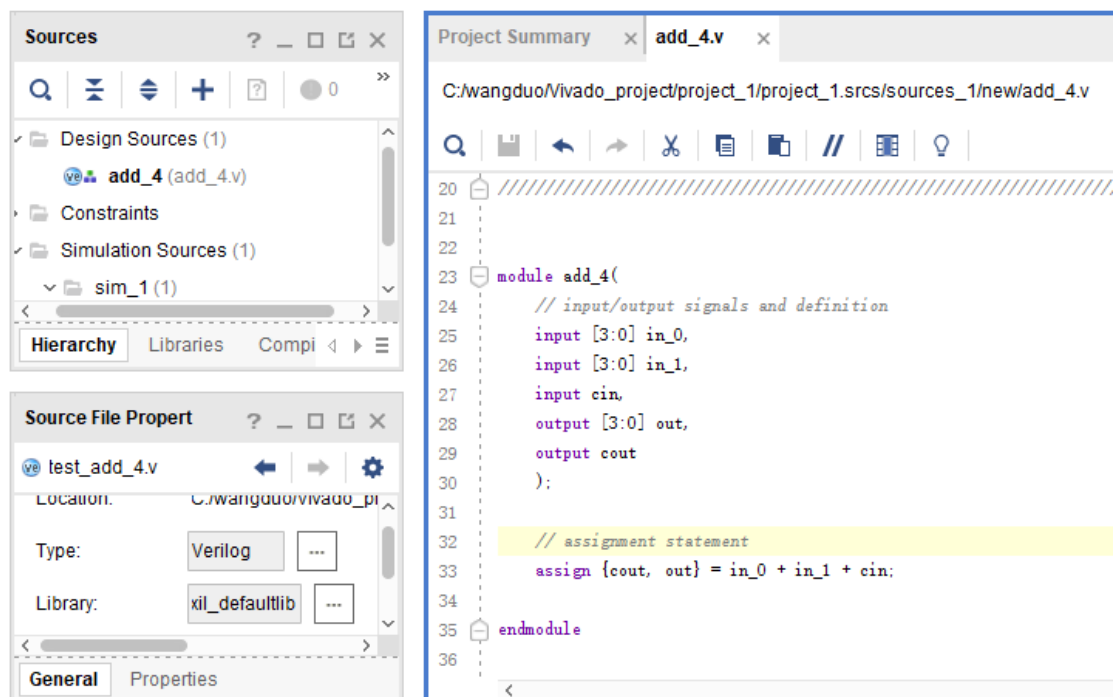 Sources
0
Design Sources (1)
add_4 (add_4.v)
Constraints
Simulation Sources (1)
sim_1 (1)
Hierarchy Libraries Compi
Source File Propert
test_add_4.v
Location: C:/wangduo/vivado_pr
Type: Verilog
Library: xil_defaultlib
General Properties
Project Summary add_4.v
C:/wangduo/Vivado_project/project_1/project_1.srcs/sources_1/new/add_4.v
20 //////////////////////////////////////////////////////////////////////
21
22
23 module add_4(
24 // input/output signals and definition
25 input [3:0] in_0,
26 input [3:0] in_1,
27 input cin,
28 output [3:0] out,
29 output cout
30 );
31
32 // assignment statement
33 assign {cout, out} = in_0 + in_1 + cin;
34
35 endmodule
36